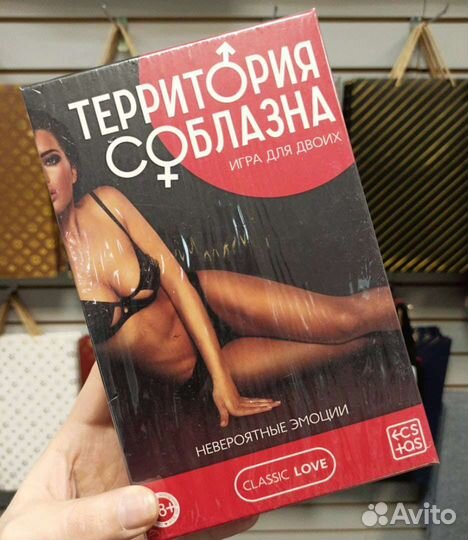 ТЕРРИТОРИЯ
СОБЛАЗНА
ИГРА ДЛЯ ДВОИХ
НЕВЕРОЯТНЫЕ ЭМОЦИИ
CLASSIC LOVE
18+
Avito